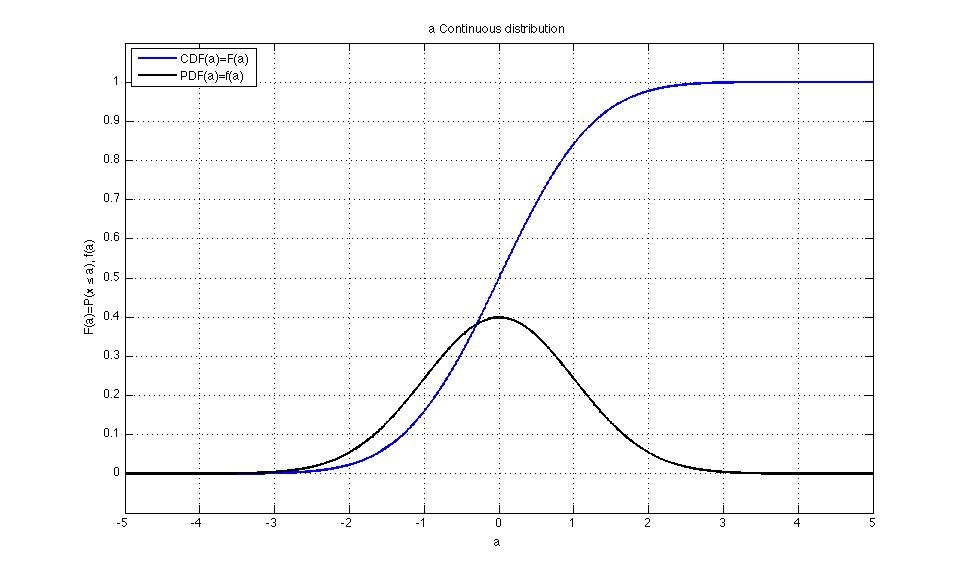 a Continuous distribution
CDF(a)=F(a)
PDF(a)=f(a)
1
0.9
0.8
0.7
0.6
0.5
0.4
0.3
0.2
0.1
0
F(a)=P(x ≤ a), f(a)
-5 -4 -3 -2 -1 0 1 2 3 4 5
a